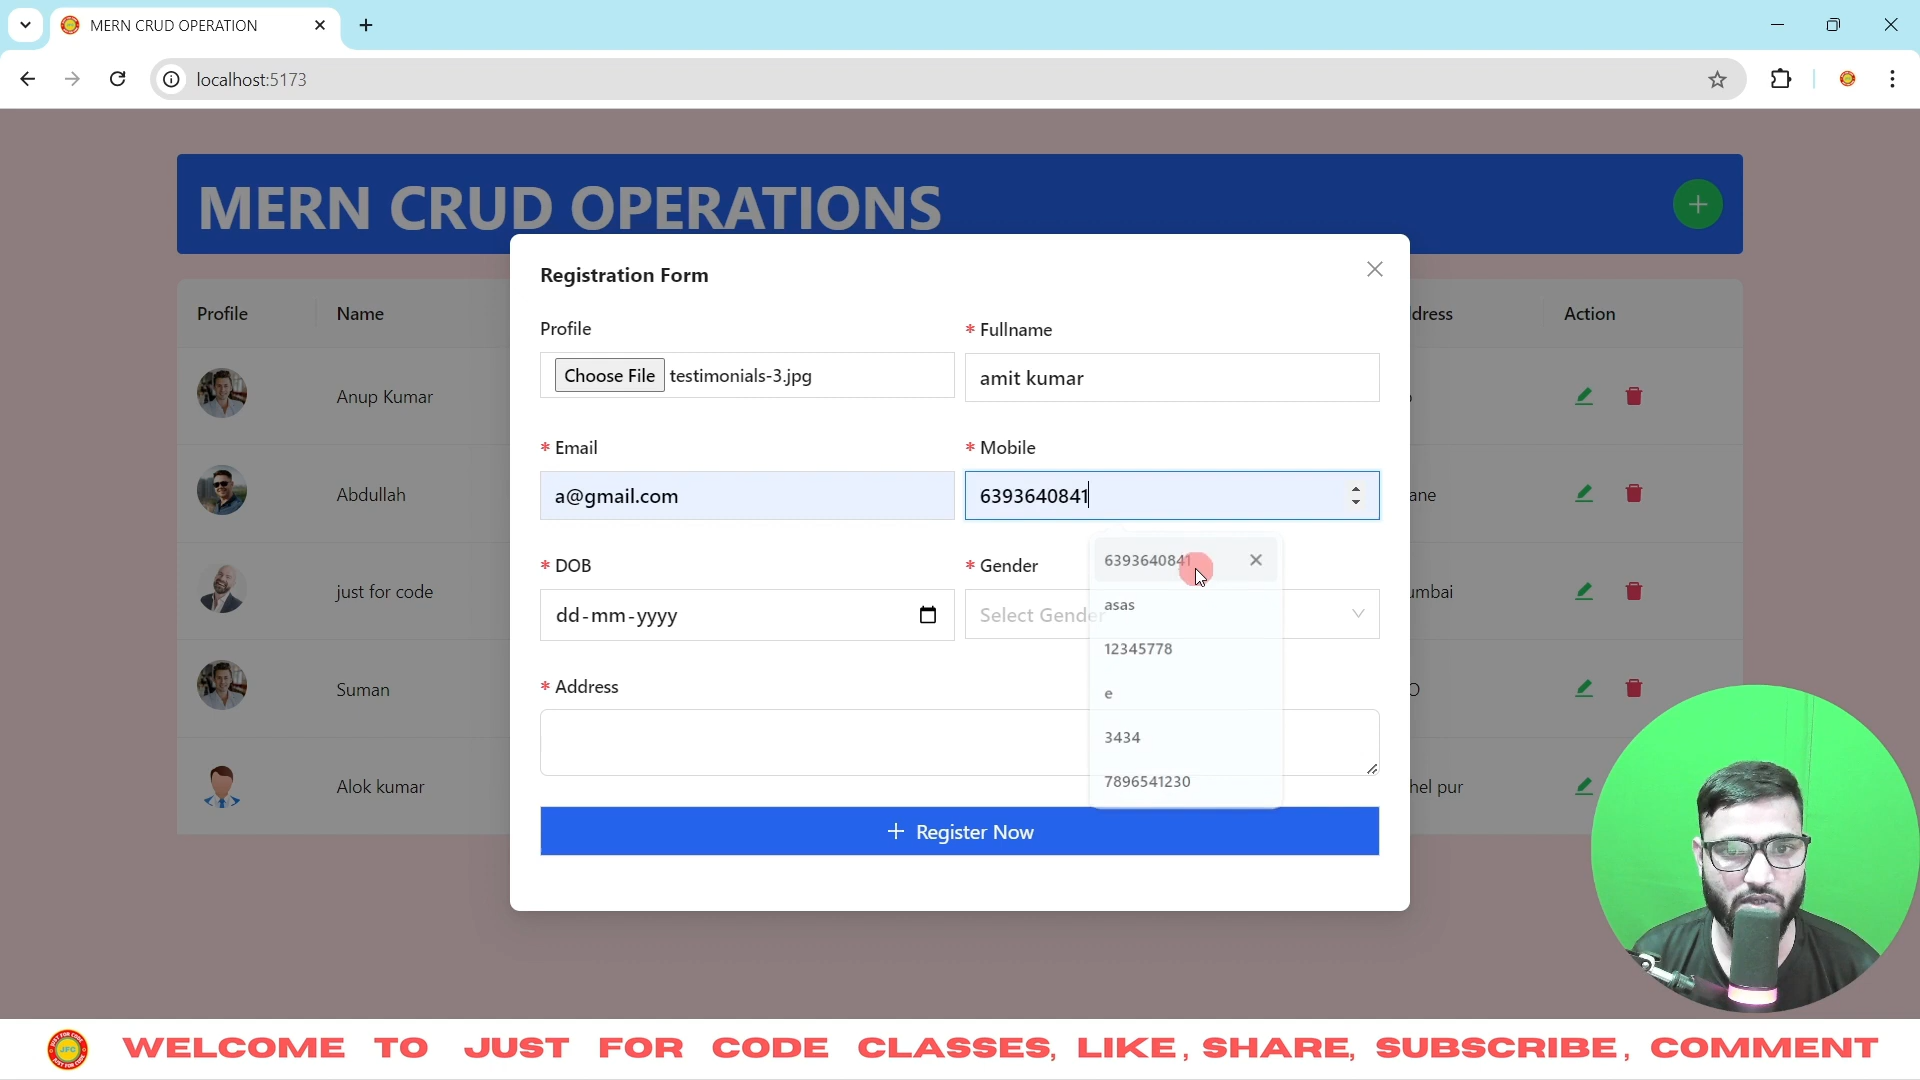 MERN CRUD OPERATION
localhost:5173
MERN CRUD OPERATIONS
Profile
Name
dress
Action
Anup Kumar
Abdullah
ane
just for code
umbai
Suman
O
Alok kumar
hel pur
Registration Form
Profile
* Fullname
Choose File testimonials-3.jpg
amit kumar
* Email
* Mobile
a@gmail.com
6393640841
* DOB
* Gender
dd-mm-yyyy
Select Gender
6393640841
asas
12345778
e
3434
7896541230
* Address
+ Register Now
JFC
WELCOME TO JUST FOR CODE CLASSES, LIKE, SHARE, SUBSCRIBE, COMMENT